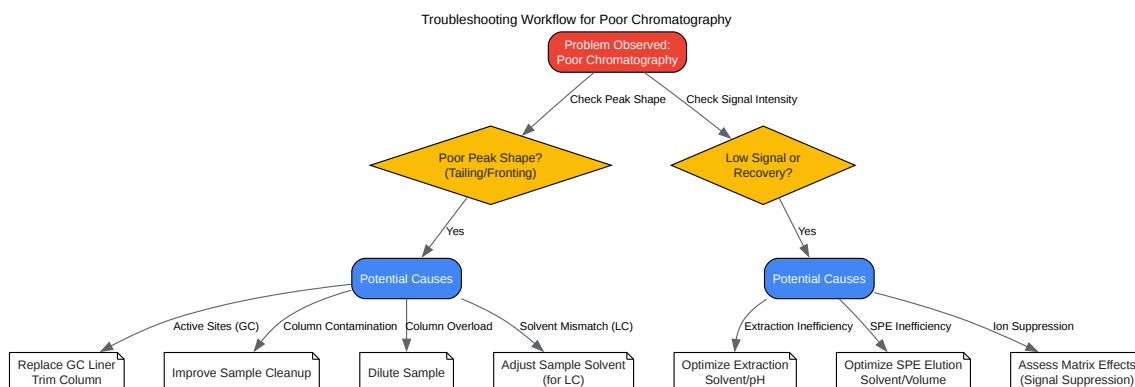 Troubleshooting Workflow for Poor Chromatography
Problem Observed:
Poor Chromatography
Check Peak Shape
Check Signal Intensity
Poor Peak Shape?
(Tailing/Fronting)
Low Signal or
Recovery?
Yes
Yes
Potential Causes
Potential Causes
Active Sites (GC)
Column Contamination
Column Overload
Solvent Mismatch (LC)
Extraction Inefficiency
SPE Inefficiency
Ion Suppression
Replace GC Liner
Trim Column
Improve Sample Cleanup
Dilute Sample
Adjust Sample Solvent
(for LC)
Optimize Extraction
Solvent/pH
Optimize SPE Elution
Solvent/Volume
Assess Matrix Effects
(Signal Suppression)